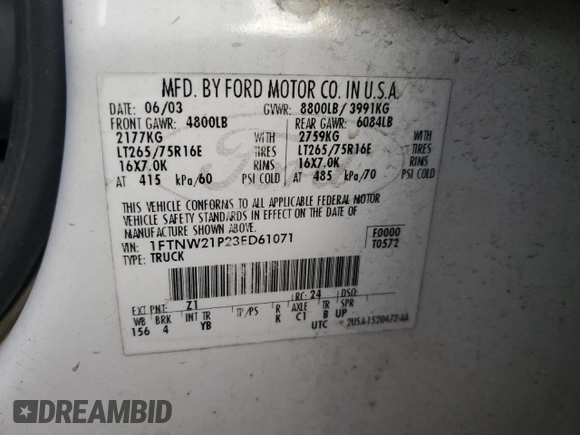 MFD. BY FORD MOTOR CO. IN U.S.A.
DATE: 06/03 GVWR: 8800LB/ 3991KG
FRONT GAWR: 4800LB REAR GAWR: 6084LB
2177KG WITH 2759KG WITH
LT265/75R16E TIRES LT265/75R16E TIRES
16X7.0K RIMS 16X7.0K RIMS
AT 415 kPa/60 PSI COLD AT 485 kPa/70 PSI COLD
THIS VEHICLE CONFORMS TO ALL APPLICABLE FEDERAL MOTOR
VEHICLE SAFETY STANDARDS IN EFFECT ON THE DATE OF
MANUFACTURE SHOWN ABOVE.
VIN: 1FTNW21P23ED61071 F0000
TYPE: TRUCK T0572
EXT PNT: Z1 RC: 24 DSO:
WB BRK INT TR TP/PS R AXLE TR SPR
156 4 YB K C1 B UP
UTC 2U5A-1520472-AA
Ford
DREAMBID